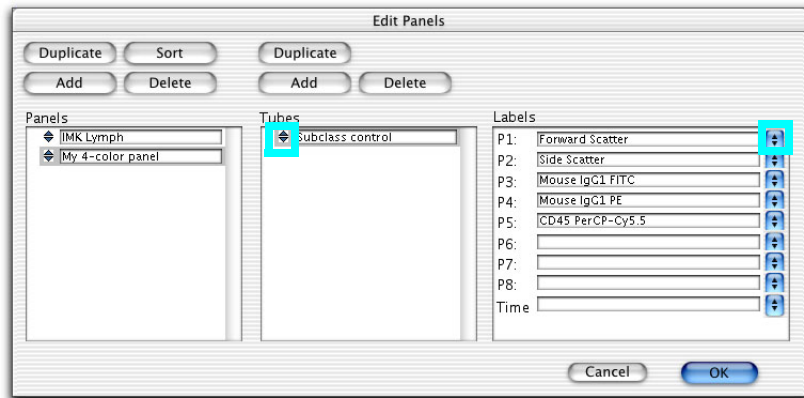 Edit Panels
Duplicate Sort Duplicate
Add Delete Add Delete
Panels
IMK Lymph
My 4-color panel
Tubes
Subclass control
Labels
P1: Forward Scatter
P2: Side Scatter
P3: Mouse IgG1 FITC
P4: Mouse IgG1 PE
P5: CD45 PerCP-Cy5.5
P6:
P7:
P8:
Time
Cancel OK